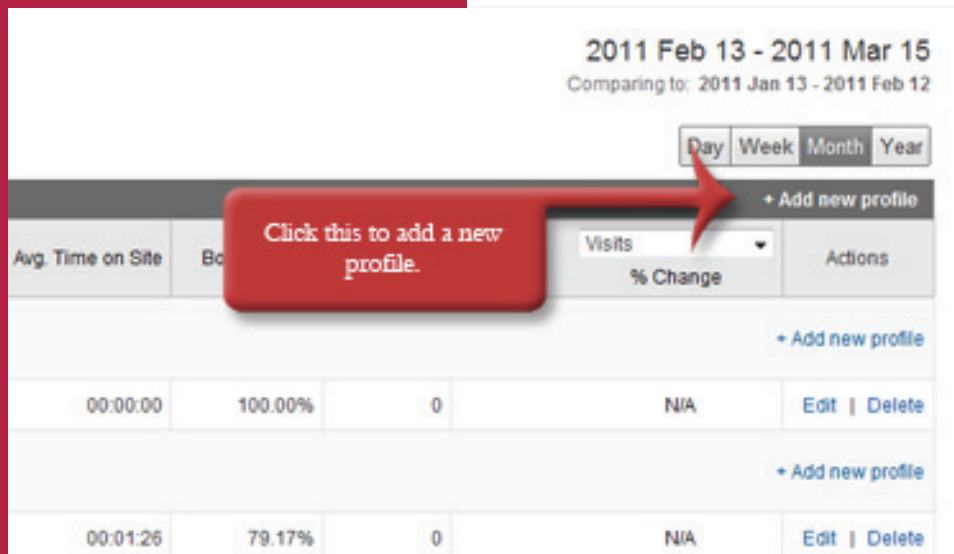 2011 Feb 13 - 2011 Mar 15
Comparing to: 2011 Jan 13 - 2011 Feb 12
Day Week Month Year
+ Add new profile
Click this to add a new
profile.
Avg. Time on Site
Visits
% Change
Actions
+ Add new profile
00:00:00 100.00% 0 N/A Edit | Delete
+ Add new profile
00:01:26 79.17% 0 N/A Edit | Delete